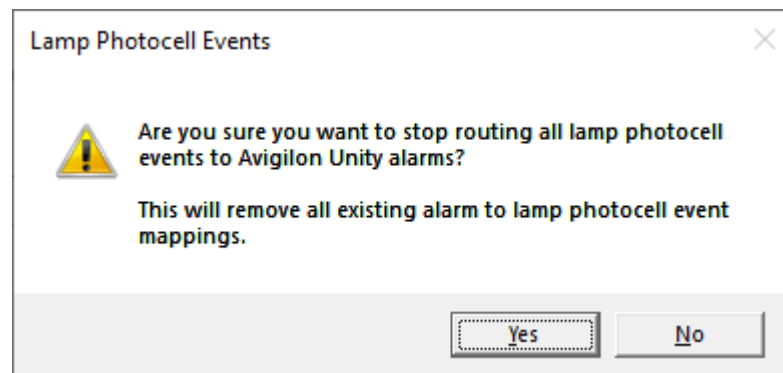 Lamp Photocell Events
Are you sure you want to stop routing all lamp photocell
events to Avigilon Unity alarms?
This will remove all existing alarm to lamp photocell event
mappings.
Yes
No